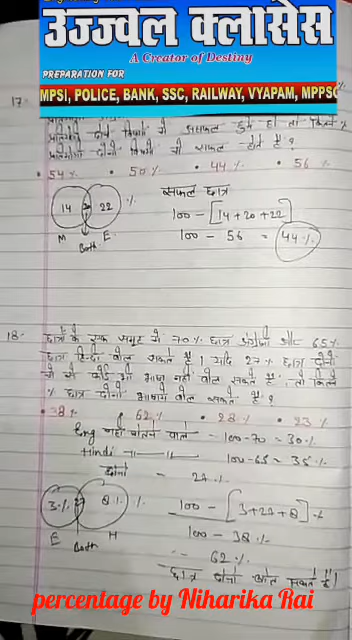 उज्ज्वल क्लासेस
A Creator of Destiny
PREPARATION FOR
MPSI, POLICE, BANK, SSC, RAILWAY, VYAPAM, MPPSC
17-
• 54% • 50% • 44% • 56%
14 20 22 %
M Both E
सफल छात्र
100 - [14+20+22]
100 - 56 = 44%
18- छात्रों के एक समूह में 70% छात्र अंग्रेजी और 65%
छात्र हिन्दी बोल सकते हैं। यदि 27% छात्र दोनों
में से कोई भी भाषा नहीं बोल सकते हैं, तो कितने
% छात्र दोनों भाषाएँ बोल सकते हैं?
• 38% 62% • 28% • 23%
Eng नहीं बोलने वाले = 100-70 = 30%
Hindi 100-65 = 35%
दोनों = 27%
3% 8% %
E Both H
100 - [3+27+8]%
100 - 38%
62%
छात्र दोनों बोल सकते हैं।
percentage by Niharika Rai